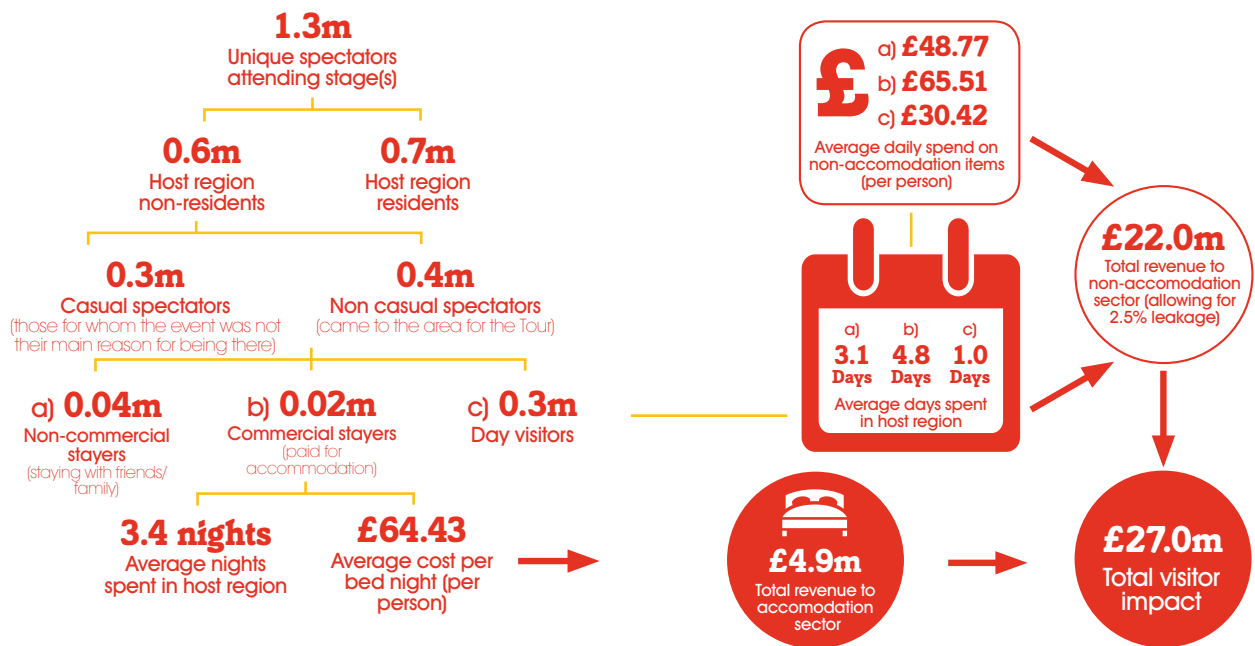 1.3m
Unique spectators
attending stage(s)
0.6m
Host region
non-residents
0.7m
Host region
residents
0.3m
Casual spectators
(those for whom the event was not
their main reason for being there)
0.4m
Non casual spectators
(came to the area for the Tour)
a) 0.04m
Non-commercial
stayers
(staying with friends/
family)
b) 0.02m
Commercial stayers
(paid for
accommodation)
c) 0.3m
Day visitors
3.4 nights
Average nights
spent in host region
£64.43
Average cost per
bed night (per
person)
£
a) £48.77
b) £65.51
c) £30.42
Average daily spend on
non-accomodation items
(per person)
a)
3.1
Days
b)
4.8
Days
c)
1.0
Days
Average days spent
in host region
£4.9m
Total revenue to
accomodation
sector
£22.0m
Total revenue to
non-accomodation
sector (allowing for
2.5% leakage)
£27.0m
Total visitor
impact